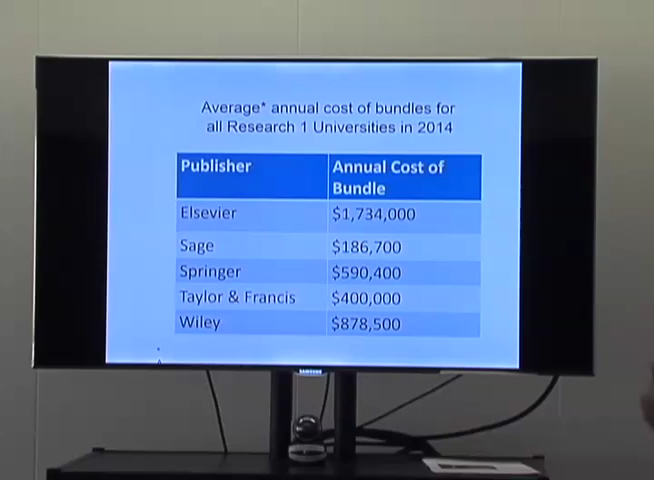 Average* annual cost of bundles for
all Research 1 Universities in 2014
Publisher Annual Cost of
Bundle
Elsevier $1,734,000
Sage $186,700
Springer $590,400
Taylor & Francis $400,000
Wiley $878,500
SAMSUNG